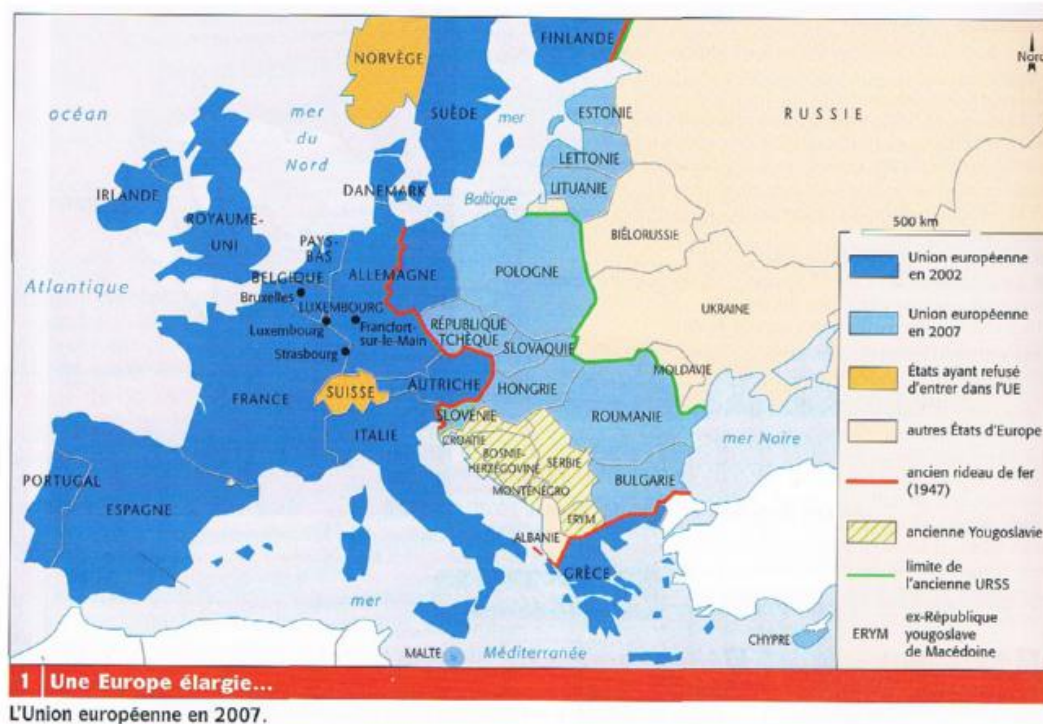 FINLANDE
NORVÈGE
Nord
océan
mer
du
Nord
SUÈDE
mer
ESTONIE
RUSSIE
LETTONIE
IRLANDE
DANEMARK
LITUANIE
Baltique
ROYAUME-
UNI
BIÉLORUSSIE
500 km
PAYS-
BAS
Atlantique
BELGIQUE
ALLEMAGNE
POLOGNE
Bruxelles
LUXEMBOURG
UKRAINE
Luxembourg
Francfort-
sur-le-Main
RÉPUBLIQUE
TCHÈQUE
Strasbourg
SLOVAQUIE
MOLDAVIE
FRANCE
SUISSE
AUTRICHE
HONGRIE
ROUMANIE
ITALIE
SLOVÉNIE
CROATIE
BOSNIE-
HERZÉGOVINE
SERBIE
mer Noire
PORTUGAL
ESPAGNE
MONTÉNÉGRO
BULGARIE
ERYM
ALBANIE
GRÈCE
mer
Méditerranée
MALTE
CHYPRE
Union européenne
en 2002
Union européenne
en 2007
États ayant refusé
d'entrer dans l'UE
autres États d'Europe
ancien rideau de fer
(1947)
ancienne Yougoslavie
limite de
l'ancienne URSS
ERYM
ex-République
yougoslave
de Macédoine
1 Une Europe élargie...
L'Union européenne en 2007.